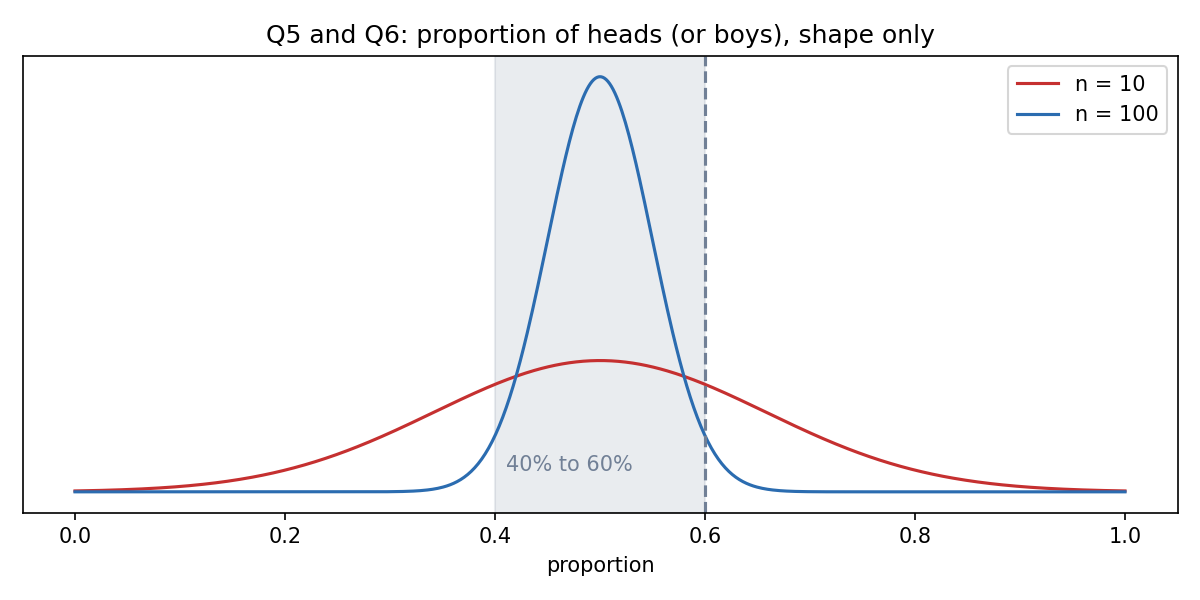 Q5 and Q6: proportion of heads (or boys), shape only
n = 10
n = 100
40% to 60%
0.0 0.2 0.4 0.6 0.8 1.0
proportion